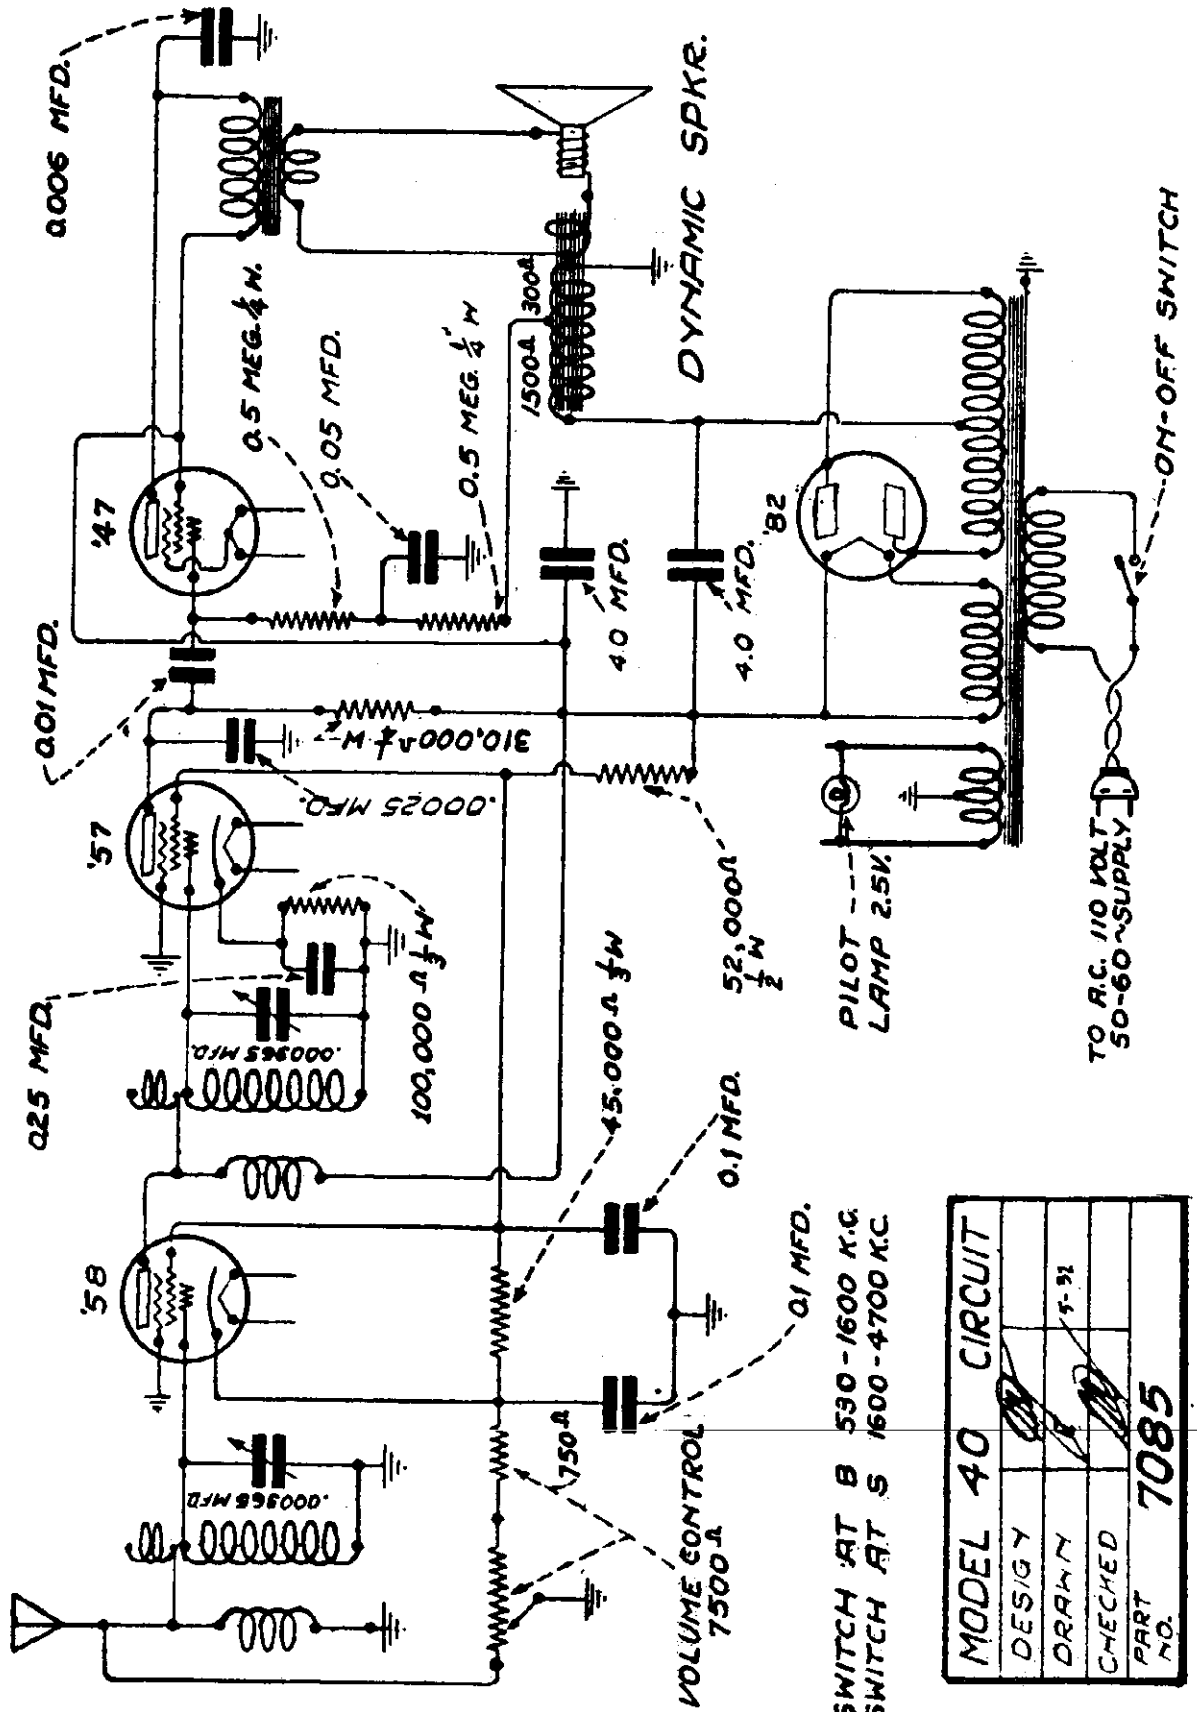 0.006 MFD.
'47
0.5 MEG. ¼ W.
0.05 MFD.
0.5 MEG. ¼ W
1500Ω 300Ω
DYNAMIC SPKR.
0.01 MFD.
'57
.00025 MFD.
310,000Ω ¼ W
4.0 MFD.
4.0 MFD.
'82
ON-OFF SWITCH
0.25 MFD.
.000365 MFD.
100,000 Ω ⅓ W
52,000Ω
½ W
PILOT
LAMP 2.5V.
TO A.C. 110 VOLT
50-60~SUPPLY
'58
45,000Ω ⅓ W
0.1 MFD.
0.1 MFD.
.000365 MFD
750Ω
VOLUME CONTROL
7500Ω
SWITCH AT B 530-1600 K.C.
SWITCH AT S 1600-4700 K.C.
MODEL 40 CIRCUIT
DESIGN
DRAWN 5-32
CHECKED
PART
NO. 7085